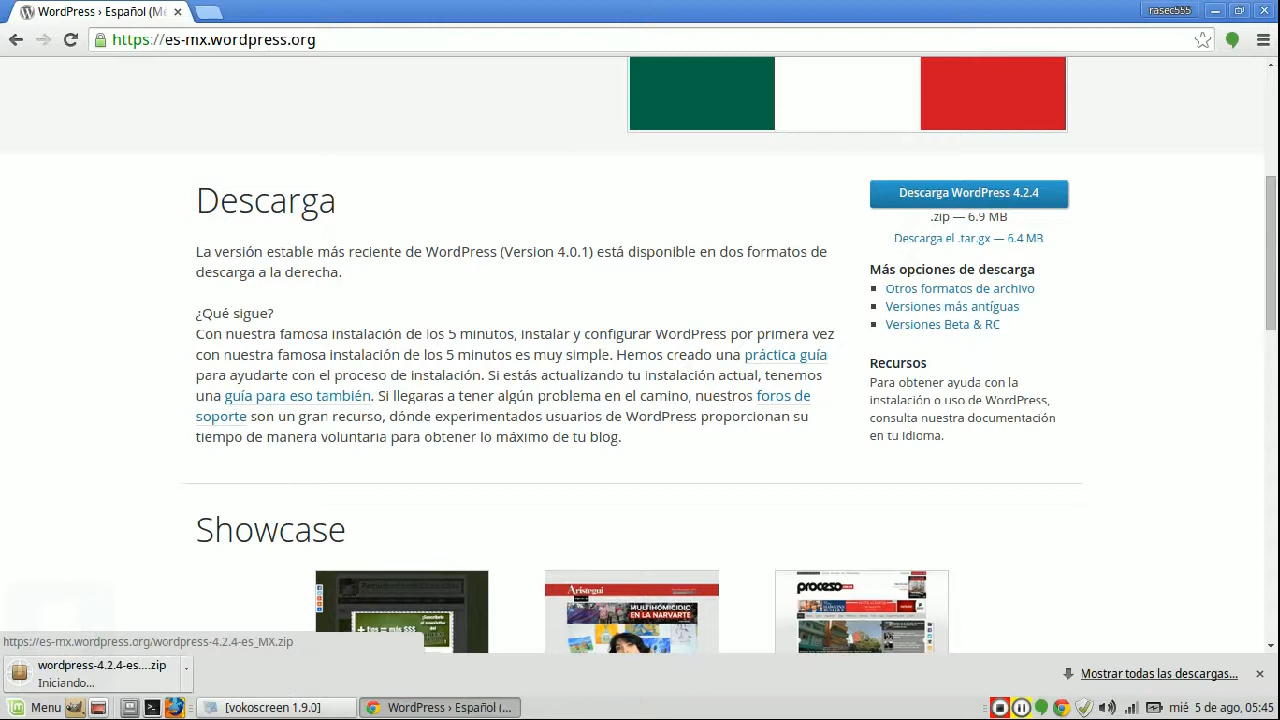 WordPress › Español (Mé
rasec555
https://es-mx.wordpress.org
Descarga
Descarga WordPress 4.2.4
.zip — 6.9 MB
Descarga el .tar.gx — 6.4 MB
La versión estable más reciente de WordPress (Version 4.0.1) está disponible en dos formatos de
descarga a la derecha.
Más opciones de descarga
Otros formatos de archivo
Versiones más antíguas
Versiones Beta & RC
¿Qué sigue?
Con nuestra famosa instalación de los 5 minutos, instalar y configurar WordPress por primera vez
con nuestra famosa instalación de los 5 minutos es muy simple. Hemos creado una práctica guía
para ayudarte con el proceso de instalación. Si estás actualizando tu instalación actual, tenemos
una guía para eso también. Si llegaras a tener algún problema en el camino, nuestros foros de
soporte son un gran recurso, dónde experimentados usuarios de WordPress proporcionan su
tiempo de manera voluntaria para obtener lo máximo de tu blog.
Recursos
Para obtener ayuda con la
instalación o uso de WordPress,
consulta nuestra documentación
en tu idioma.
Showcase
Aristegui
MULTIHOMICIDIO
EN LA NARVARTE
proceso
https://es-mx.wordpress.org/wordpress-4.2.4-es_MX.zip
wordpress-4.2.4-es....zip
Iniciando...
Mostrar todas las descargas...
Menu
[vokoscreen 1.9.0]
WordPress › Español (...
mié 5 de ago, 05:45